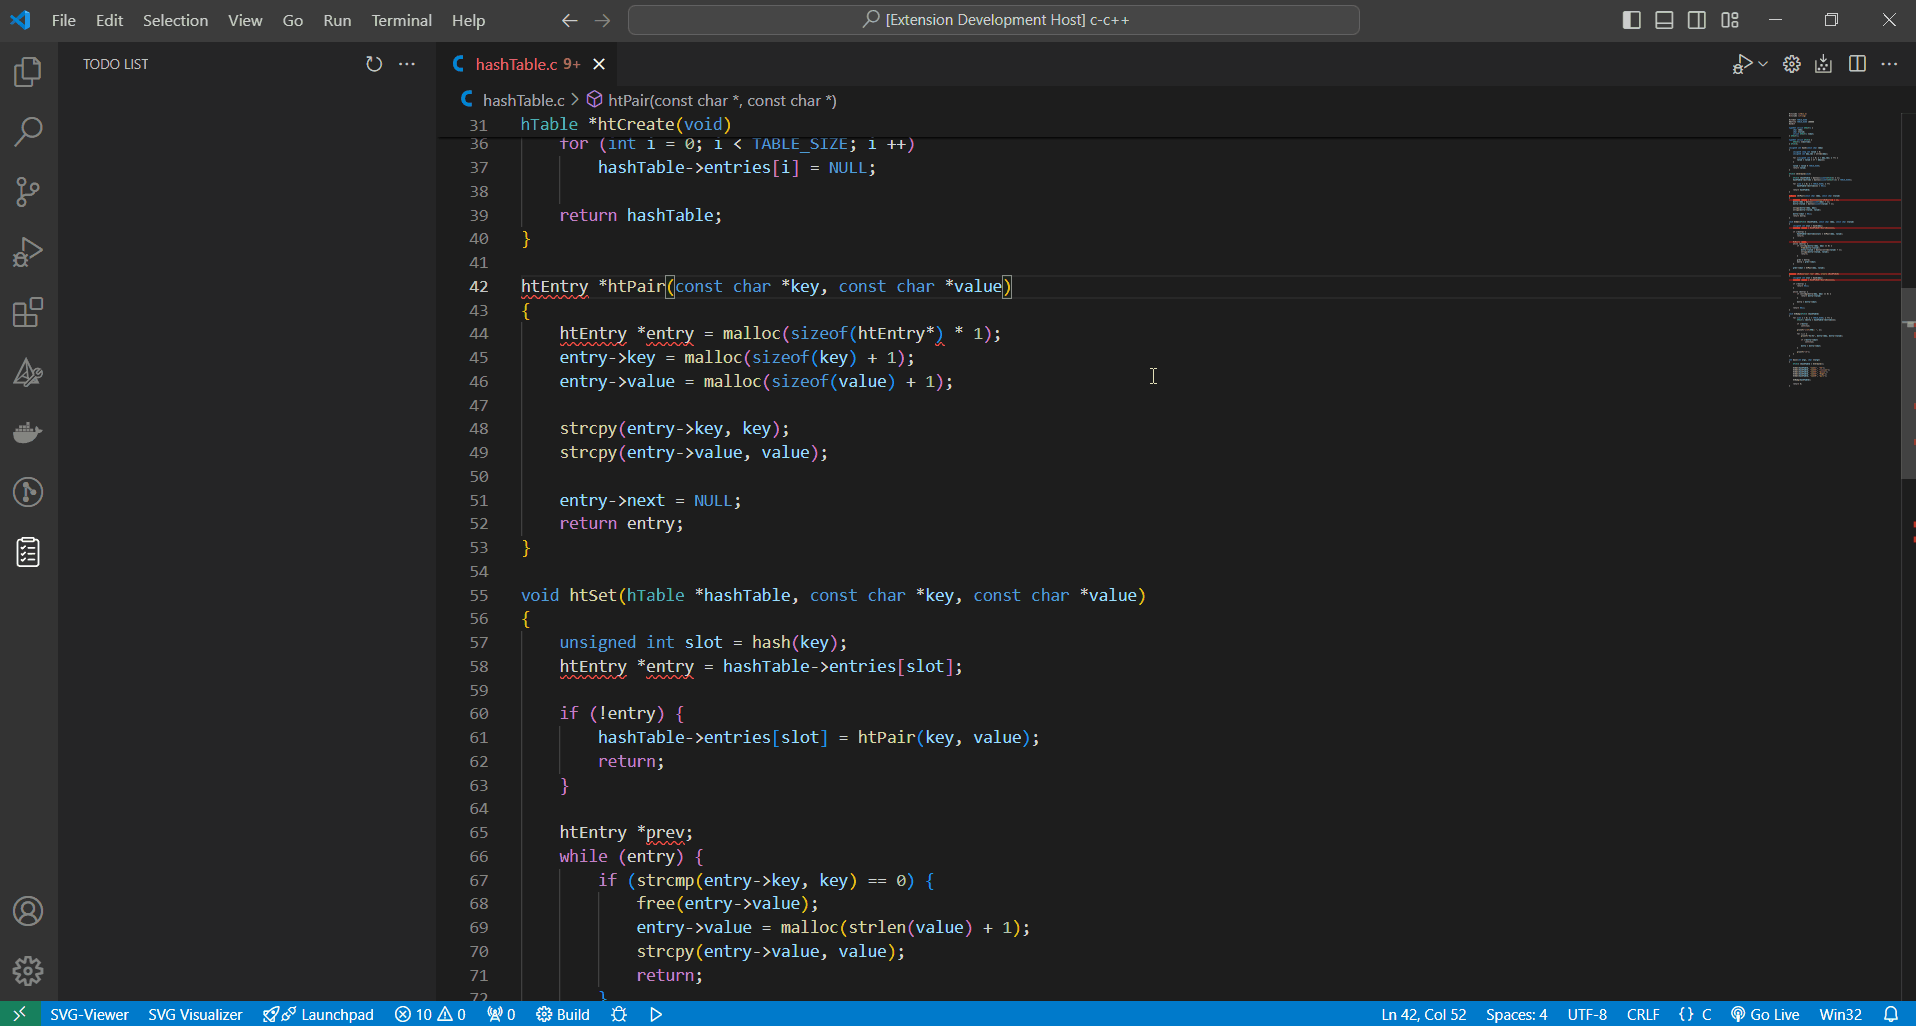 File Edit Selection View Go Run Terminal Help
[Extension Development Host] c-c++
TODO LIST
hashTable.c 9+
hashTable.c > htPair(const char *, const char *)
31 hTable *htCreate(void)
36 for (int i = 0; i < TABLE_SIZE; i ++)
37 hashTable->entries[i] = NULL;
38
39 return hashTable;
40 }
41
42 htEntry *htPair(const char *key, const char *value)
43 {
44 htEntry *entry = malloc(sizeof(htEntry*) * 1);
45 entry->key = malloc(sizeof(key) + 1);
46 entry->value = malloc(sizeof(value) + 1);
47
48 strcpy(entry->key, key);
49 strcpy(entry->value, value);
50
51 entry->next = NULL;
52 return entry;
53 }
54
55 void htSet(hTable *hashTable, const char *key, const char *value)
56 {
57 unsigned int slot = hash(key);
58 htEntry *entry = hashTable->entries[slot];
59
60 if (!entry) {
61 hashTable->entries[slot] = htPair(key, value);
62 return;
63 }
64
65 htEntry *prev;
66 while (entry) {
67 if (strcmp(entry->key, key) == 0) {
68 free(entry->value);
69 entry->value = malloc(strlen(value) + 1);
70 strcpy(entry->value, value);
71 return;
72 }
SVG-Viewer SVG Visualizer Launchpad 10 0 0 Build Ln 42, Col 52 Spaces: 4 UTF-8 CRLF {} C Go Live Win32